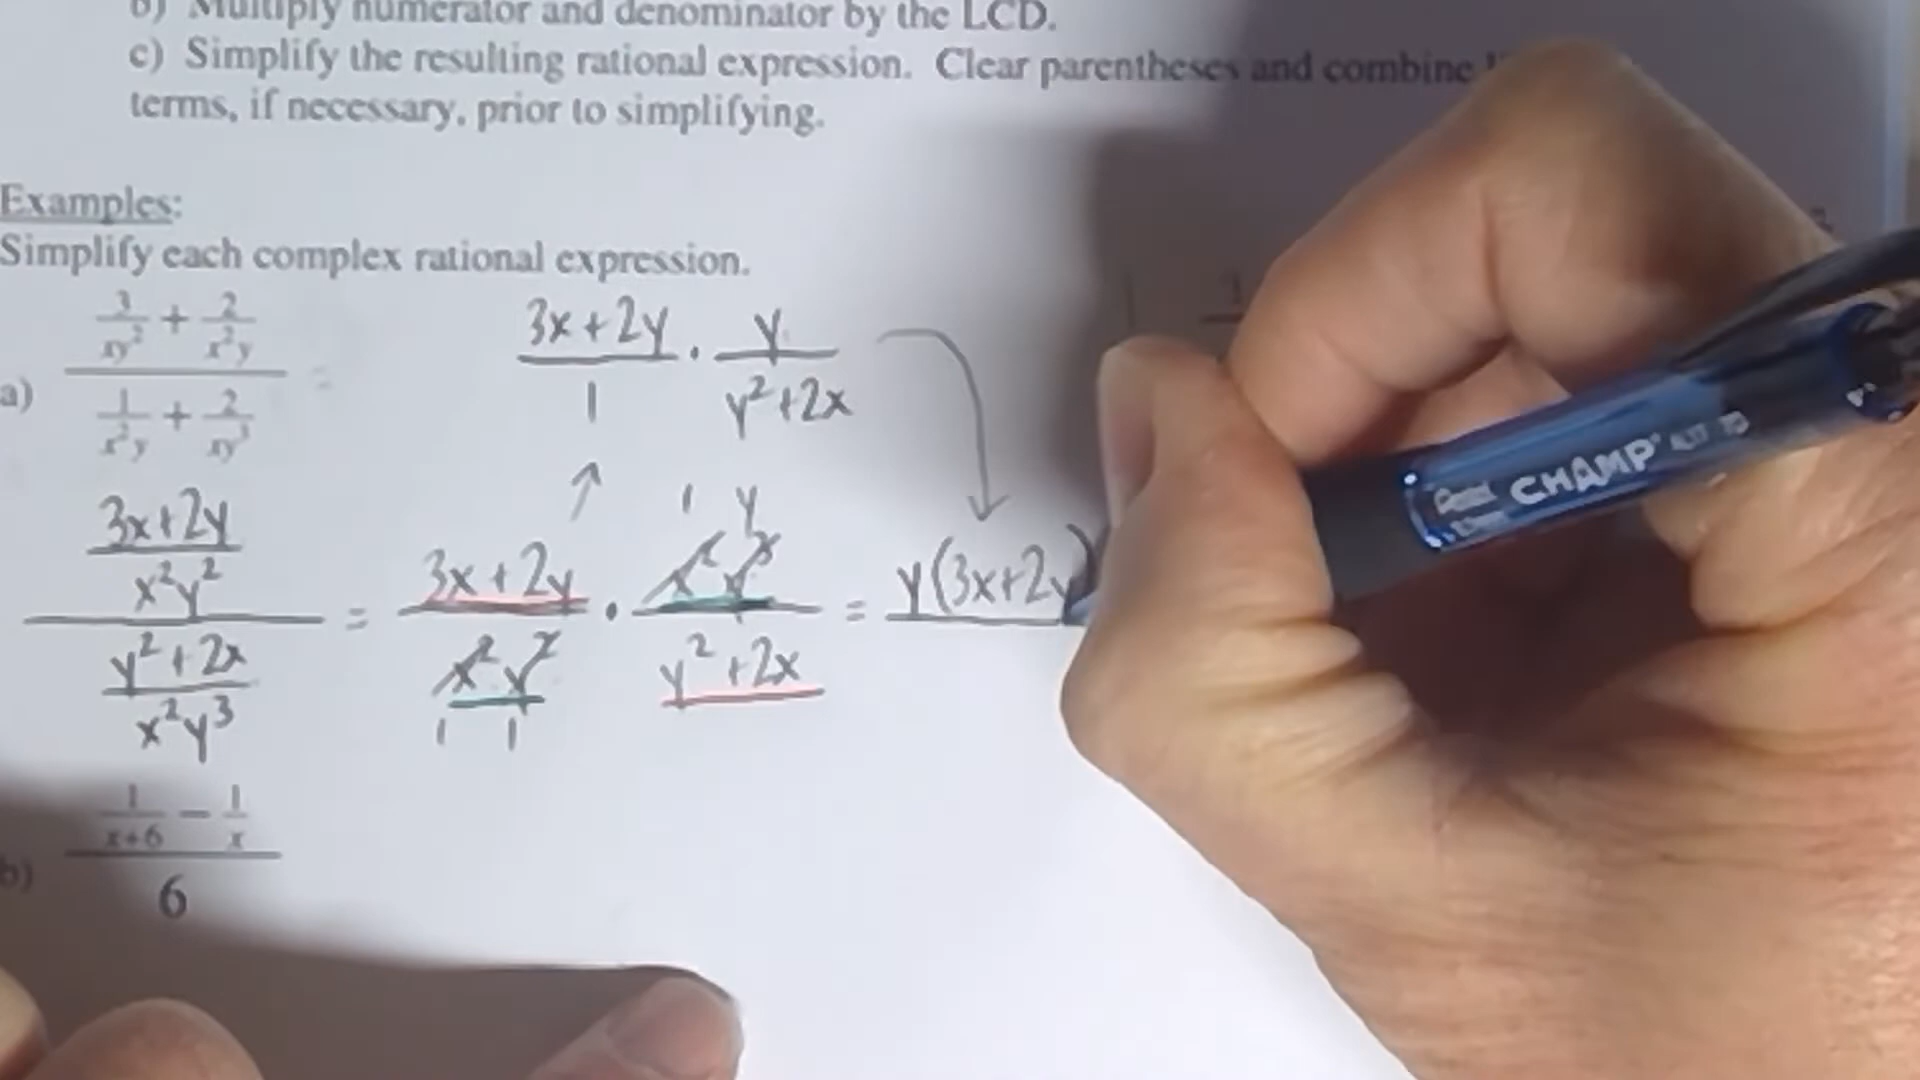 b) Multiply numerator and denominator by the LCD.
c) Simplify the resulting rational expression. Clear parentheses and combine
terms, if necessary, prior to simplifying.
Examples:
Simplify each complex rational expression.
a) (3/xy² + 2/x²y) / (1/x²y + 2/xy³) =
(3x+2y)/1 · y/(y²+2x)
((3x+2y)/x²y²) / ((y²+2x)/x²y³) = (3x+2y)/(x²y²) · (x²y³)/(y²+2x) = y(3x+2y)
1 y
1 1
b) (1/(x+6) − 1/x) / 6
Pentel CHAMP